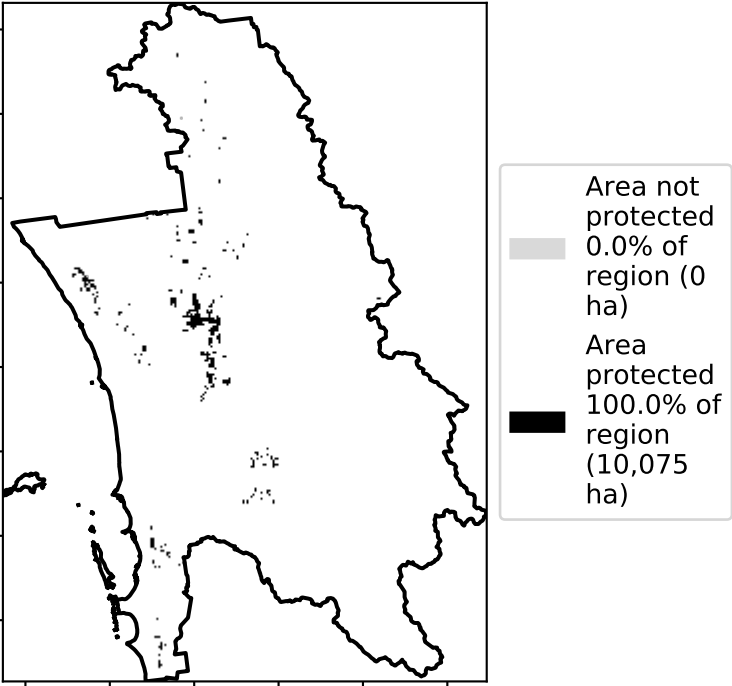 Area not
protected
0.0% of
region (0
ha)
Area
protected
100.0% of
region
(10,075
ha)